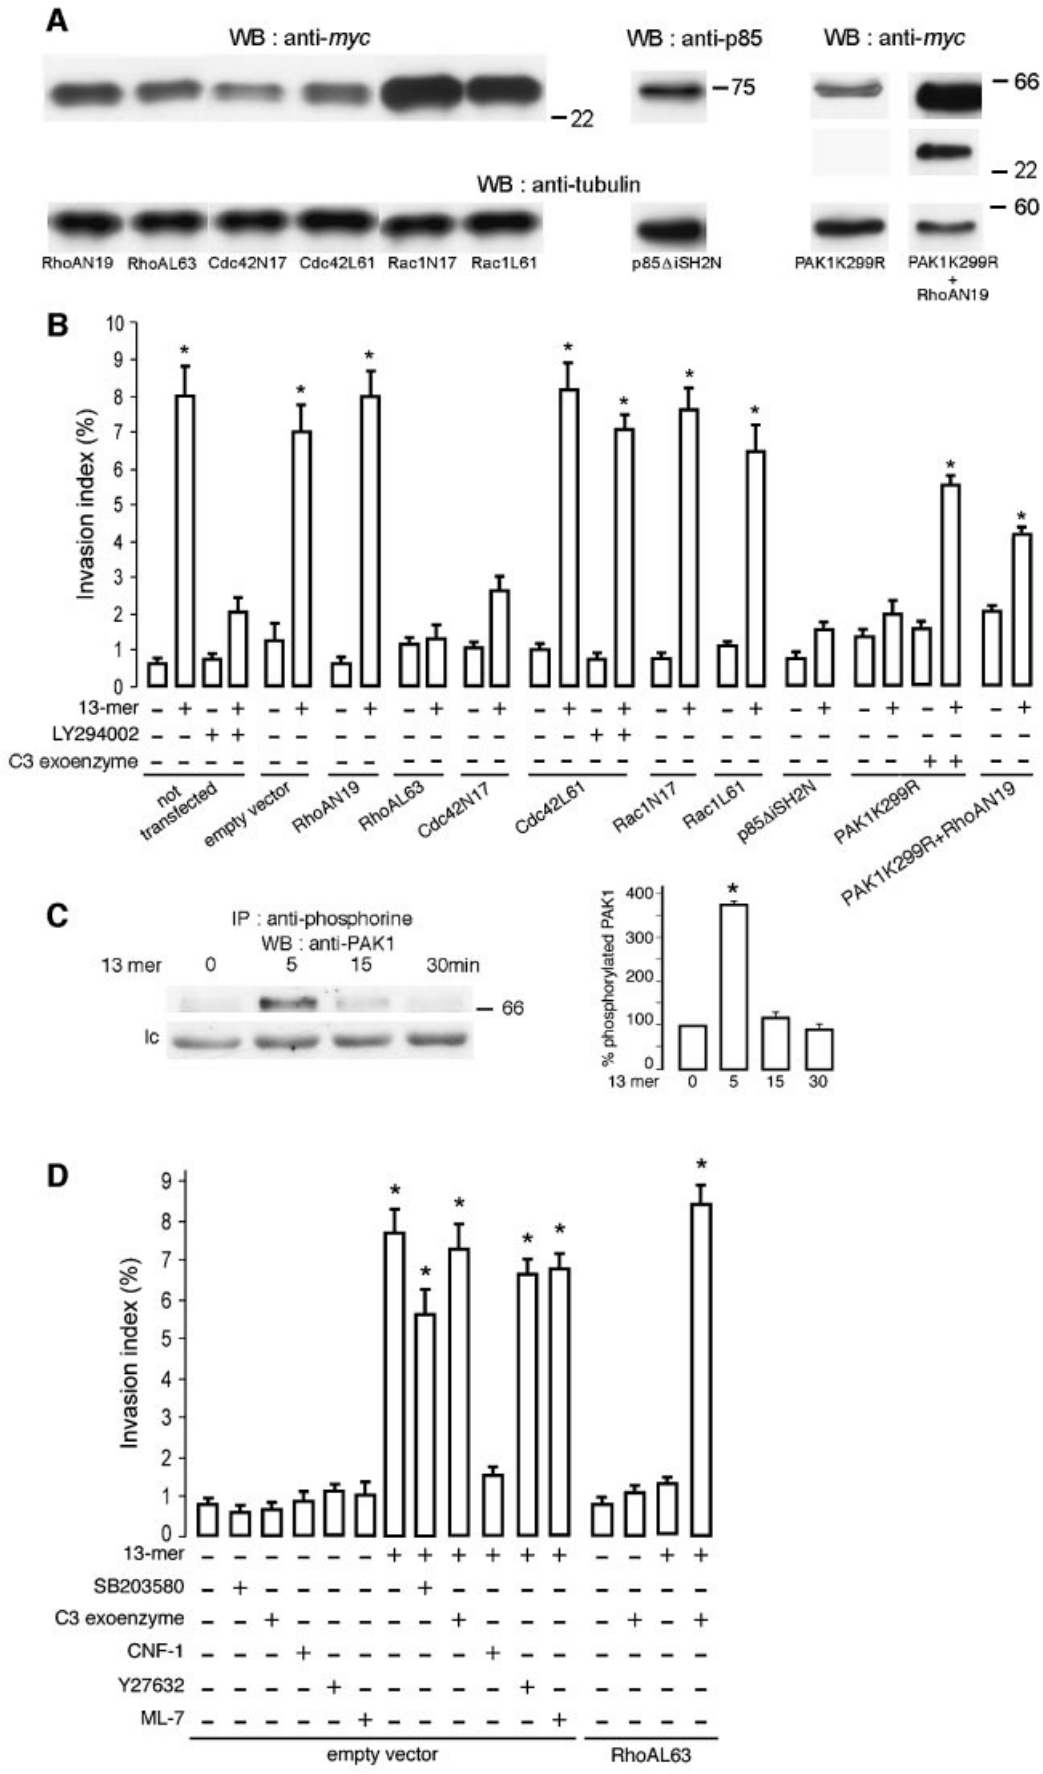 A
WB : anti-myc
WB : anti-p85
WB : anti-myc
22
75
66
22
WB : anti-tubulin
60
RhoAN19 RhoAL63 Cdc42N17 Cdc42L61 Rac1N17 Rac1L61
p85ΔiSH2N
PAK1K299R
PAK1K299R
+
RhoAN19
B
Invasion index (%)
10
9
8
7
6
5
4
3
2
1
0
* * * * * * * * *
13-mer – + – + – + – + – + – + – + – + – + – + – + – + – + – +
LY294002 – – + + – – – – – – – – – – + + – – – – – – – – – – – –
C3 exoenzyme – – – – – – – – – – – – – – – – – – – – – – – – + + – –
not transfected
empty vector
RhoAN19
RhoAL63
Cdc42N17
Cdc42L61
Rac1N17
Rac1L61
p85ΔiSH2N
PAK1K299R
PAK1K299R+RhoAN19
C
IP : anti-phosphorine
WB : anti-PAK1
13 mer 0 5 15 30min
66
Ic
% phosphorylated PAK1
400
300
200
100
0
*
13 mer 0 5 15 30
D
Invasion index (%)
9
8
7
6
5
4
3
2
1
0
* * * * * *
13-mer – – – – – – + + + + + + – – + +
SB203580 – + – – – – – + – – – – – – – –
C3 exoenzyme – – + – – – – – + – – – – + – +
CNF-1 – – – + – – – – – + – – – – – –
Y27632 – – – – + – – – – – + – – – – –
ML-7 – – – – – + – – – – – + – – – –
empty vector
RhoAL63